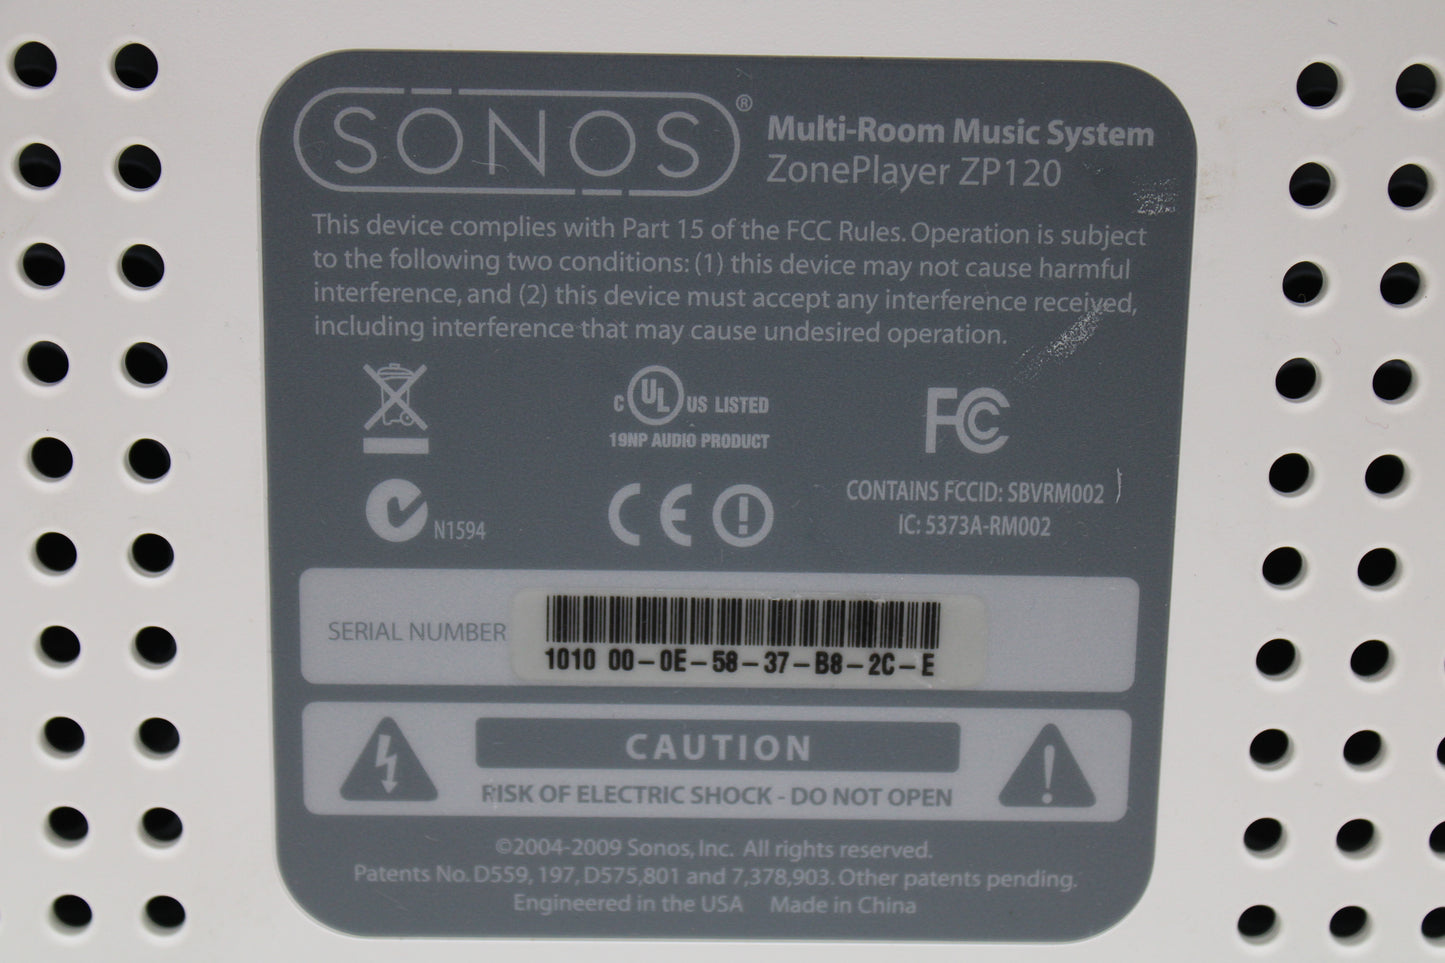 SONOS®
Multi-Room Music System
ZonePlayer ZP120
This device complies with Part 15 of the FCC Rules. Operation is subject
to the following two conditions: (1) this device may not cause harmful
interference, and (2) this device must accept any interference received,
including interference that may cause undesired operation.
C UL US LISTED
19NP AUDIO PRODUCT
FC
CONTAINS FCCID: SBVRM002
IC: 5373A-RM002
N1594
CE
SERIAL NUMBER
1010 00-0E-58-37-B8-2C-E
CAUTION
RISK OF ELECTRIC SHOCK - DO NOT OPEN
©2004-2009 Sonos, Inc. All rights reserved.
Patents No. D559, 197, D575,801 and 7,378,903. Other patents pending.
Engineered in the USA Made in China